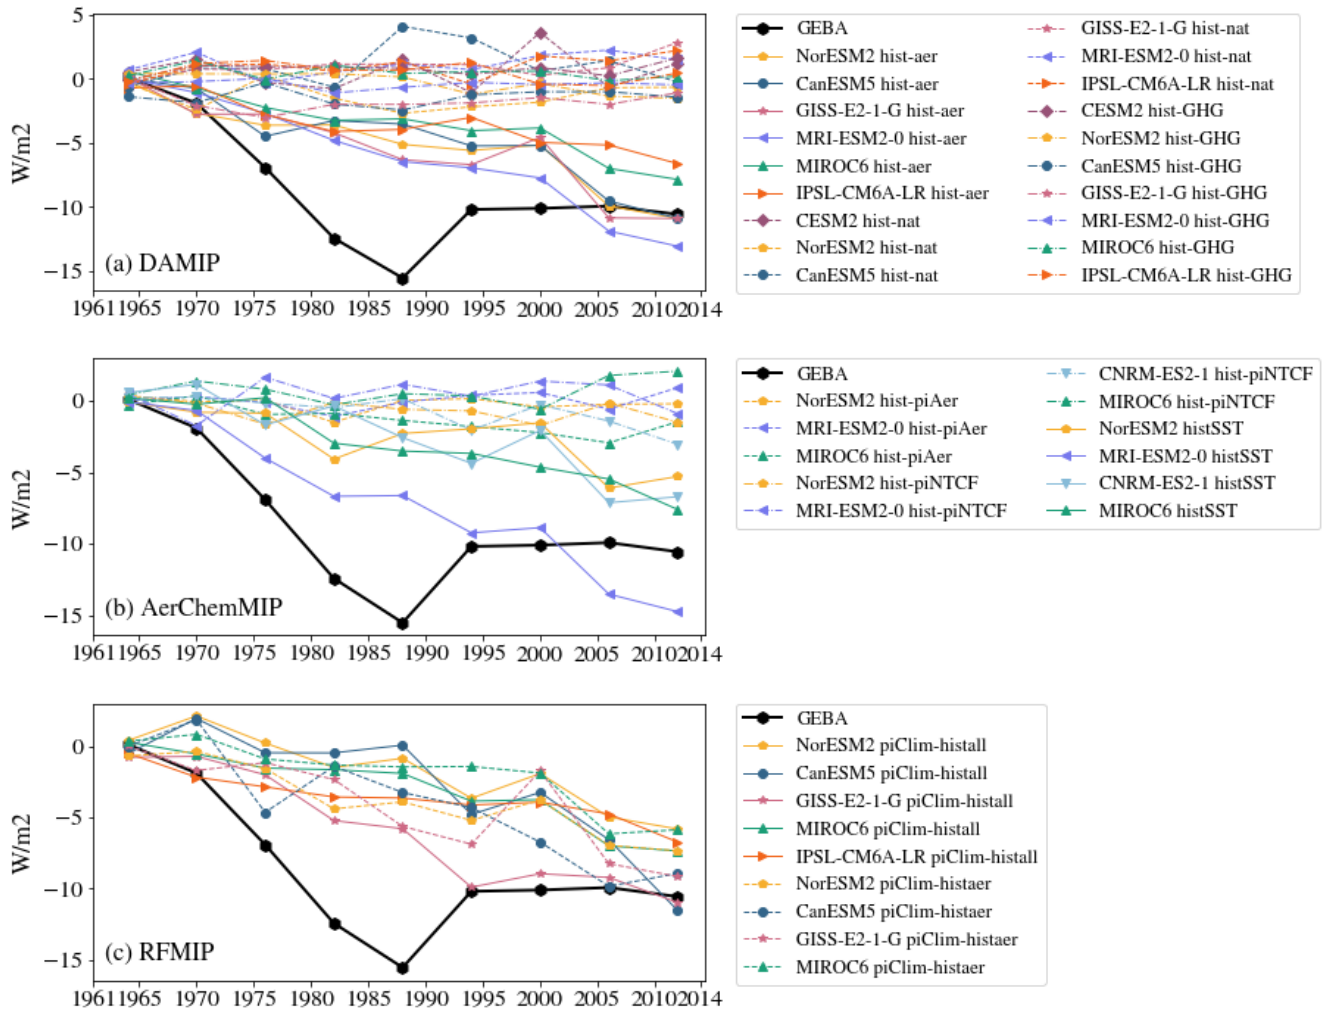 5
0
−5
−10
−15
W/m2
(a) DAMIP
1961 1965 1970 1975 1980 1985 1990 1995 2000 2005 2010 2014
GEBA
NorESM2 hist-aer
CanESM5 hist-aer
GISS-E2-1-G hist-aer
MRI-ESM2-0 hist-aer
MIROC6 hist-aer
IPSL-CM6A-LR hist-aer
CESM2 hist-nat
NorESM2 hist-nat
CanESM5 hist-nat
GISS-E2-1-G hist-nat
MRI-ESM2-0 hist-nat
IPSL-CM6A-LR hist-nat
CESM2 hist-GHG
NorESM2 hist-GHG
CanESM5 hist-GHG
GISS-E2-1-G hist-GHG
MRI-ESM2-0 hist-GHG
MIROC6 hist-GHG
IPSL-CM6A-LR hist-GHG
0
−5
−10
−15
W/m2
(b) AerChemMIP
1961 1965 1970 1975 1980 1985 1990 1995 2000 2005 2010 2014
GEBA
NorESM2 hist-piAer
MRI-ESM2-0 hist-piAer
MIROC6 hist-piAer
NorESM2 hist-piNTCF
MRI-ESM2-0 hist-piNTCF
CNRM-ES2-1 hist-piNTCF
MIROC6 hist-piNTCF
NorESM2 histSST
MRI-ESM2-0 histSST
CNRM-ES2-1 histSST
MIROC6 histSST
0
−5
−10
−15
W/m2
(c) RFMIP
1961 1965 1970 1975 1980 1985 1990 1995 2000 2005 2010 2014
GEBA
NorESM2 piClim-histall
CanESM5 piClim-histall
GISS-E2-1-G piClim-histall
MIROC6 piClim-histall
IPSL-CM6A-LR piClim-histall
NorESM2 piClim-histaer
CanESM5 piClim-histaer
GISS-E2-1-G piClim-histaer
MIROC6 piClim-histaer